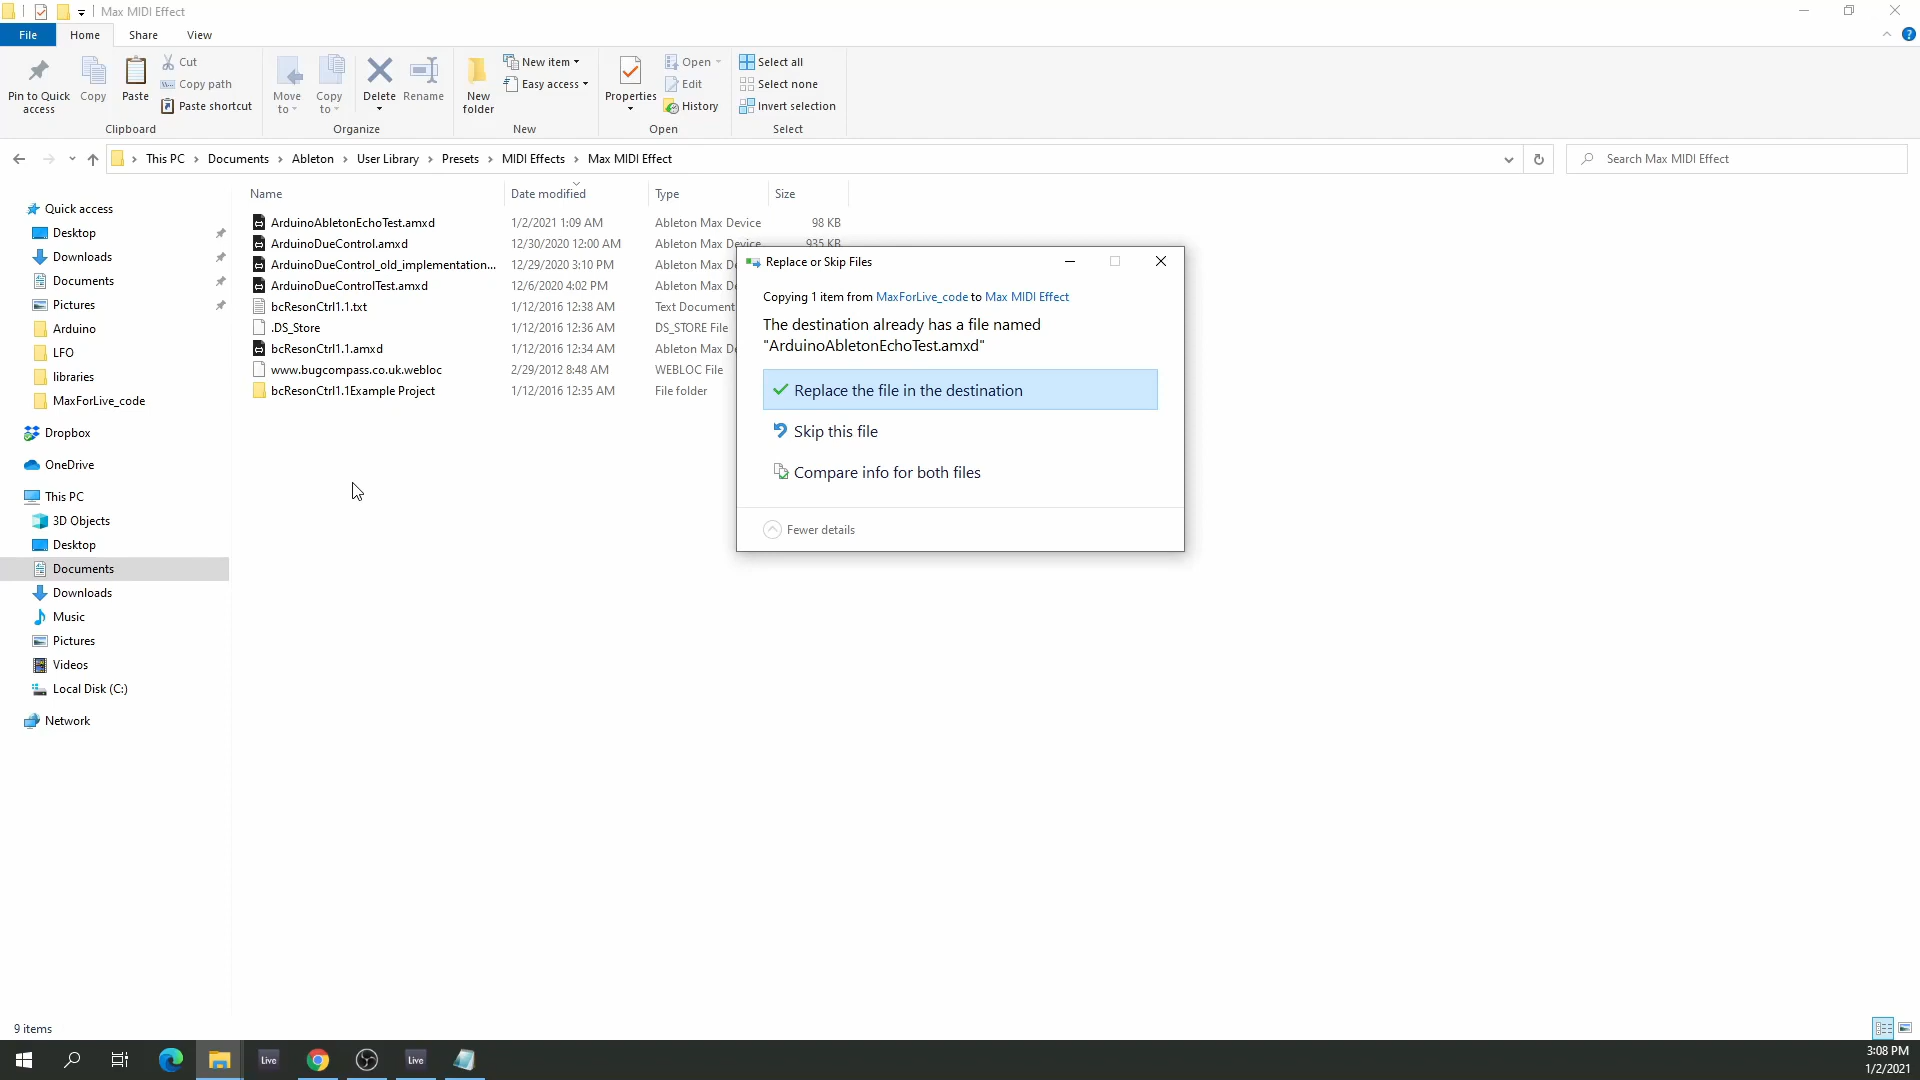 Max MIDI Effect
File
Home
Share
View
Pin to Quick access
Copy
Paste
Cut
Copy path
Paste shortcut
Clipboard
Move to
Copy to
Delete
Rename
Organize
New folder
New item
Easy access
New
Properties
Open
Edit
History
Open
Select all
Select none
Invert selection
Select
This PC > Documents > Ableton > User Library > Presets > MIDI Effects > Max MIDI Effect
Search Max MIDI Effect
Quick access
Desktop
Downloads
Documents
Pictures
Arduino
LFO
libraries
MaxForLive_code
Dropbox
OneDrive
This PC
3D Objects
Desktop
Documents
Downloads
Music
Pictures
Videos
Local Disk (C:)
Network
Name Date modified Type Size
ArduinoAbletonEchoTest.amxd 1/2/2021 1:09 AM Ableton Max Device 98 KB
ArduinoDueControl.amxd 12/30/2020 12:00 AM Ableton Max Device 935 KB
ArduinoDueControl_old_implementation... 12/29/2020 3:10 PM Ableton Max De
ArduinoDueControlTest.amxd 12/6/2020 4:02 PM Ableton Max De
bcResonCtrl1.1.txt 1/12/2016 12:38 AM Text Document
.DS_Store 1/12/2016 12:36 AM DS_STORE File
bcResonCtrl1.1.amxd 1/12/2016 12:34 AM Ableton Max De
www.bugcompass.co.uk.webloc 2/29/2012 8:48 AM WEBLOC File
bcResonCtrl1.1Example Project 1/12/2016 12:35 AM File folder
Replace or Skip Files
Copying 1 item from MaxForLive_code to Max MIDI Effect
The destination already has a file named
"ArduinoAbletonEchoTest.amxd"
Replace the file in the destination
Skip this file
Compare info for both files
Fewer details
9 items
Live
Live
3:08 PM
1/2/2021